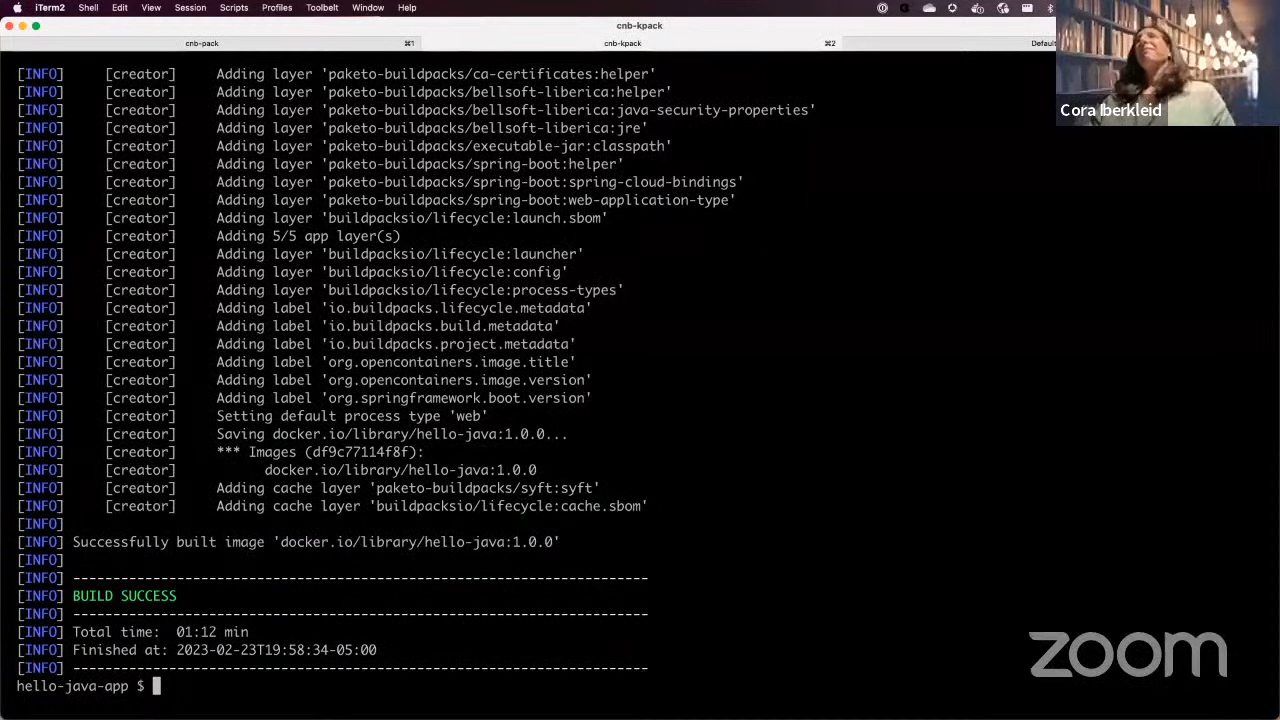 iTerm2 Shell Edit View Session Scripts Profiles Toolbelt Window Help
cnb-kpack
cnb-pack ⌘1 cnb-kpack ⌘2 Default
Cora Iberkleid
[INFO] [creator] Adding layer 'paketo-buildpacks/ca-certificates:helper'
[INFO] [creator] Adding layer 'paketo-buildpacks/bellsoft-liberica:helper'
[INFO] [creator] Adding layer 'paketo-buildpacks/bellsoft-liberica:java-security-properties'
[INFO] [creator] Adding layer 'paketo-buildpacks/bellsoft-liberica:jre'
[INFO] [creator] Adding layer 'paketo-buildpacks/executable-jar:classpath'
[INFO] [creator] Adding layer 'paketo-buildpacks/spring-boot:helper'
[INFO] [creator] Adding layer 'paketo-buildpacks/spring-boot:spring-cloud-bindings'
[INFO] [creator] Adding layer 'paketo-buildpacks/spring-boot:web-application-type'
[INFO] [creator] Adding layer 'buildpacksio/lifecycle:launch.sbom'
[INFO] [creator] Adding 5/5 app layer(s)
[INFO] [creator] Adding layer 'buildpacksio/lifecycle:launcher'
[INFO] [creator] Adding layer 'buildpacksio/lifecycle:config'
[INFO] [creator] Adding layer 'buildpacksio/lifecycle:process-types'
[INFO] [creator] Adding label 'io.buildpacks.lifecycle.metadata'
[INFO] [creator] Adding label 'io.buildpacks.build.metadata'
[INFO] [creator] Adding label 'io.buildpacks.project.metadata'
[INFO] [creator] Adding label 'org.opencontainers.image.title'
[INFO] [creator] Adding label 'org.opencontainers.image.version'
[INFO] [creator] Adding label 'org.springframework.boot.version'
[INFO] [creator] Setting default process type 'web'
[INFO] [creator] Saving docker.io/library/hello-java:1.0.0...
[INFO] [creator] *** Images (df9c77114f8f):
[INFO] [creator] docker.io/library/hello-java:1.0.0
[INFO] [creator] Adding cache layer 'paketo-buildpacks/syft:syft'
[INFO] [creator] Adding cache layer 'buildpacksio/lifecycle:cache.sbom'
[INFO]
[INFO] Successfully built image 'docker.io/library/hello-java:1.0.0'
[INFO]
[INFO] ------------------------------------------------------------------------
[INFO] BUILD SUCCESS
[INFO] ------------------------------------------------------------------------
[INFO] Total time: 01:12 min
[INFO] Finished at: 2023-02-23T19:58:34-05:00
[INFO] ------------------------------------------------------------------------
hello-java-app $
zoom